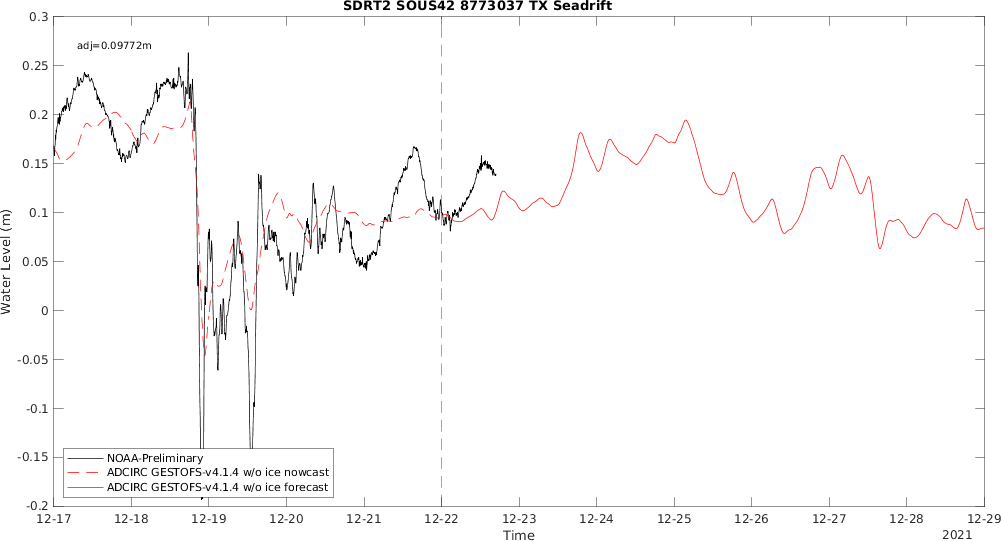 SDRT2 SOUS42 8773037 TX Seadrift
adj=0.09772m
0.3
0.25
0.2
0.15
0.1
0.05
0
-0.05
-0.1
-0.15
-0.2
Water Level (m)
NOAA-Preliminary
ADCIRC GESTOFS-v4.1.4 w/o ice nowcast
ADCIRC GESTOFS-v4.1.4 w/o ice forecast
12-17 12-18 12-19 12-20 12-21 12-22 12-23 12-24 12-25 12-26 12-27 12-28 12-29
Time
2021